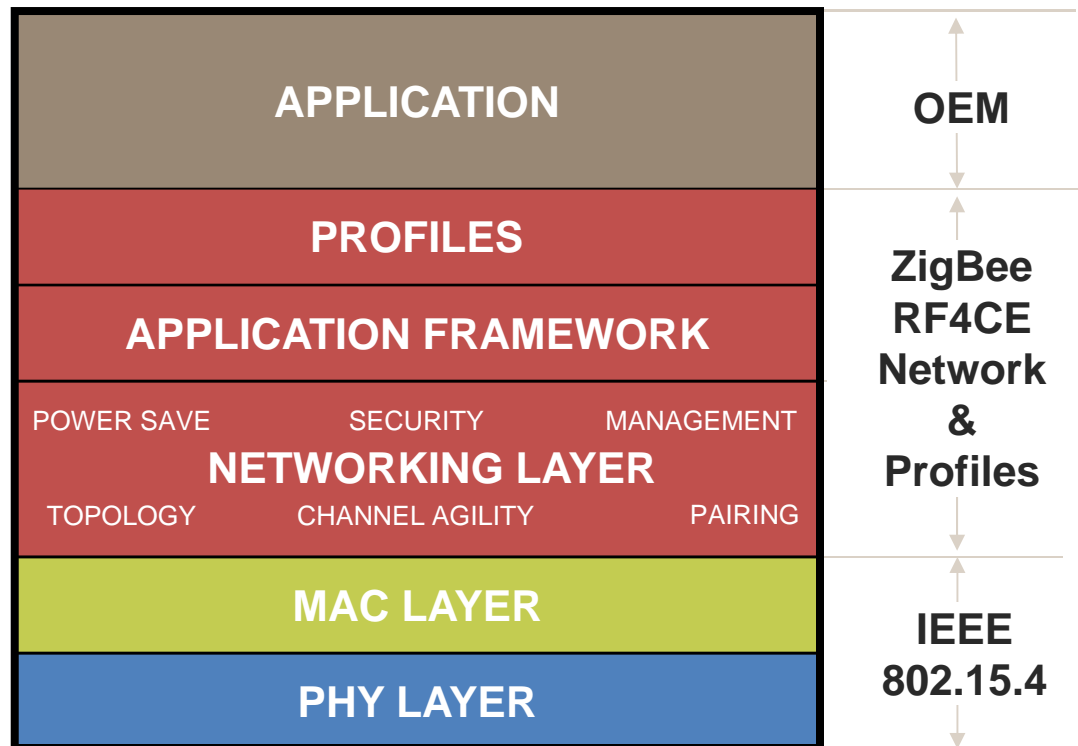 APPLICATION
OEM
PROFILES
APPLICATION FRAMEWORK
POWER SAVE SECURITY MANAGEMENT
NETWORKING LAYER
TOPOLOGY CHANNEL AGILITY PAIRING
ZigBee
RF4CE
Network
&
Profiles
MAC LAYER
PHY LAYER
IEEE
802.15.4